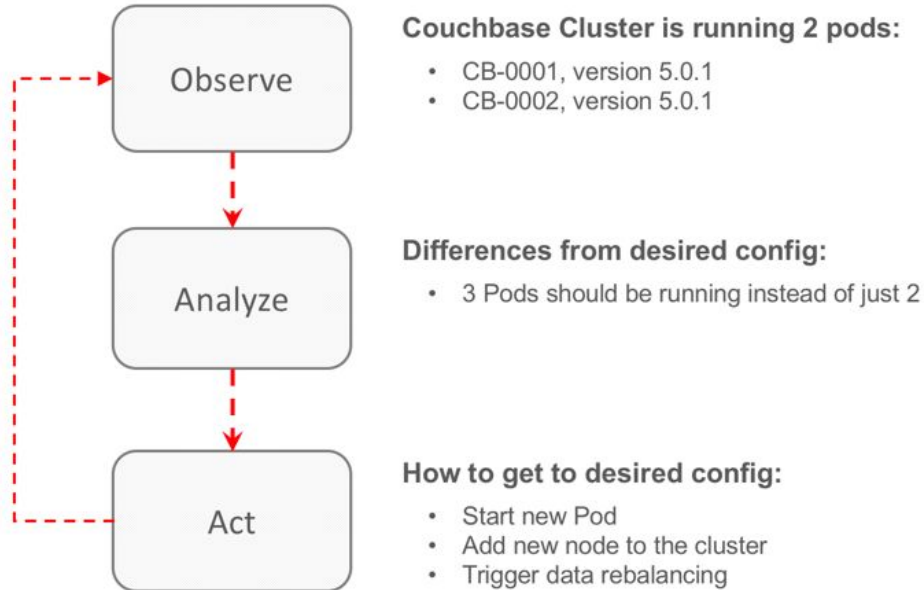 Observe
Couchbase Cluster is running 2 pods:
• CB-0001, version 5.0.1
• CB-0002, version 5.0.1
Analyze
Differences from desired config:
• 3 Pods should be running instead of just 2
Act
How to get to desired config:
• Start new Pod
• Add new node to the cluster
• Trigger data rebalancing